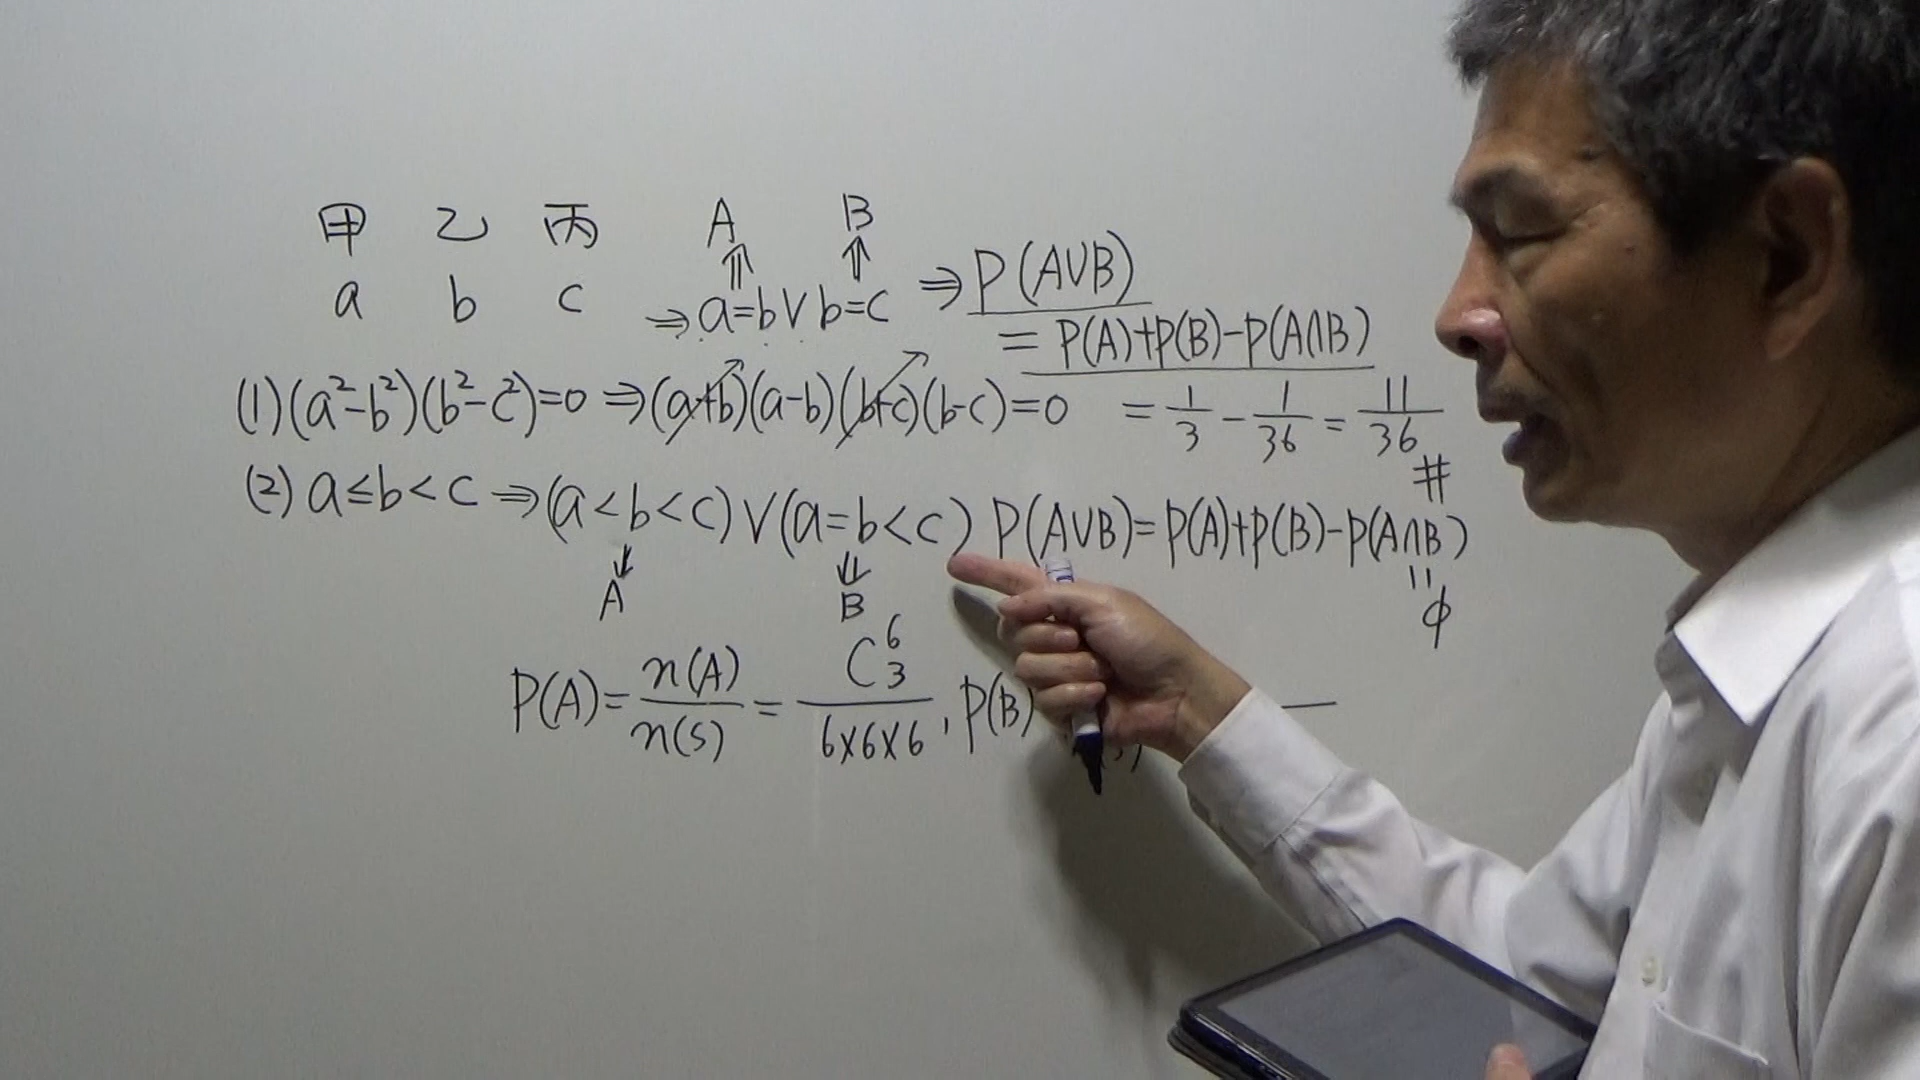 甲 乙 丙 A B
a b c ⇒ a=b∨b=c ⇒ P(A∪B)
= P(A)+P(B)-P(A∩B)
(1)(a²-b²)(b²-c²)=0 ⇒ (a+b)(a-b)(b+c)(b-c)=0 = 1/3 - 1/36 = 11/36 #
(2) a≤b<c ⇒ (a<b<c)∨(a=b<c) P(A∪B)=P(A)+P(B)-P(A∩B)
A B " φ
P(A)= n(A)/n(S) = C⁶₃/6×6×6 , P(B)